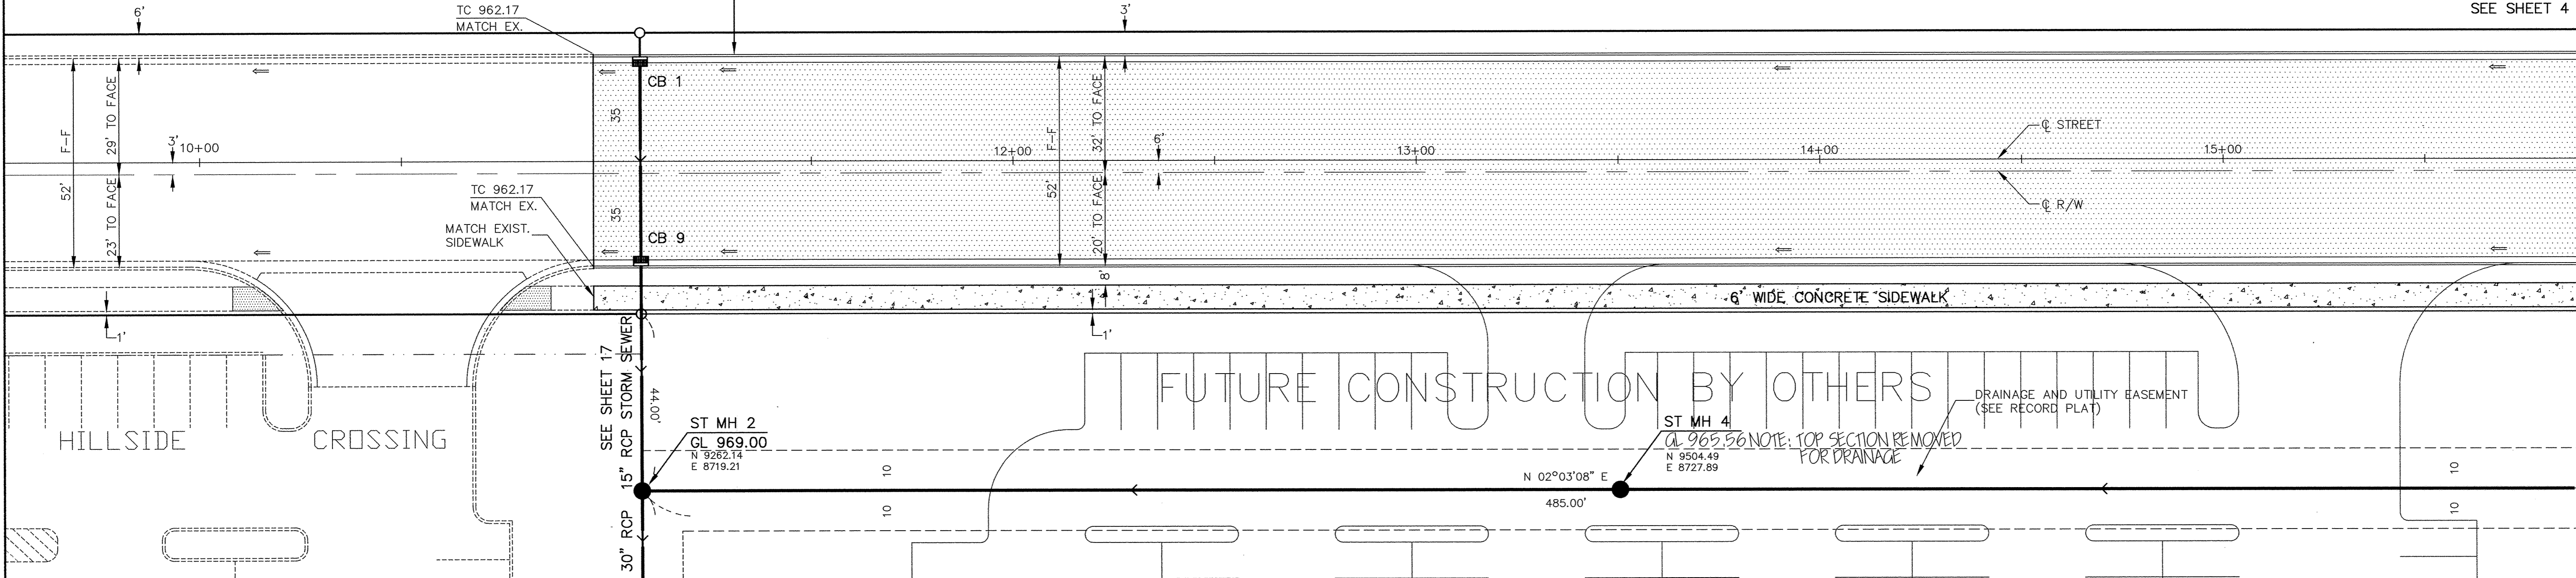 SEE SHEET 4
6'
TC 962.17
MATCH EX.
3'
CB 1
35
F-F
52'
29' TO FACE
23' TO FACE
3'
10+00
12+00
F-F
52'
32' TO FACE
20' TO FACE
6'
13+00
14+00
15+00
℄ STREET
℄ R/W
TC 962.17
MATCH EX.
MATCH EXIST.
SIDEWALK
35
CB 9
8'
6' WIDE CONCRETE SIDEWALK
1'
1'
SEE SHEET 17
15" RCP STORM SEWER
44.00'
FUTURE CONSTRUCTION BY OTHERS
DRAINAGE AND UTILITY EASEMENT
(SEE RECORD PLAT)
HILLSIDE CROSSING
ST MH 2
GL 969.00
N 9262.14
E 8719.21
ST MH 4
GL 965.56 NOTE: TOP SECTION REMOVED
FOR DRAINAGE
N 9504.49
E 8727.89
N 02°03'08" E
485.00'
10
10
10
10
30" RCP